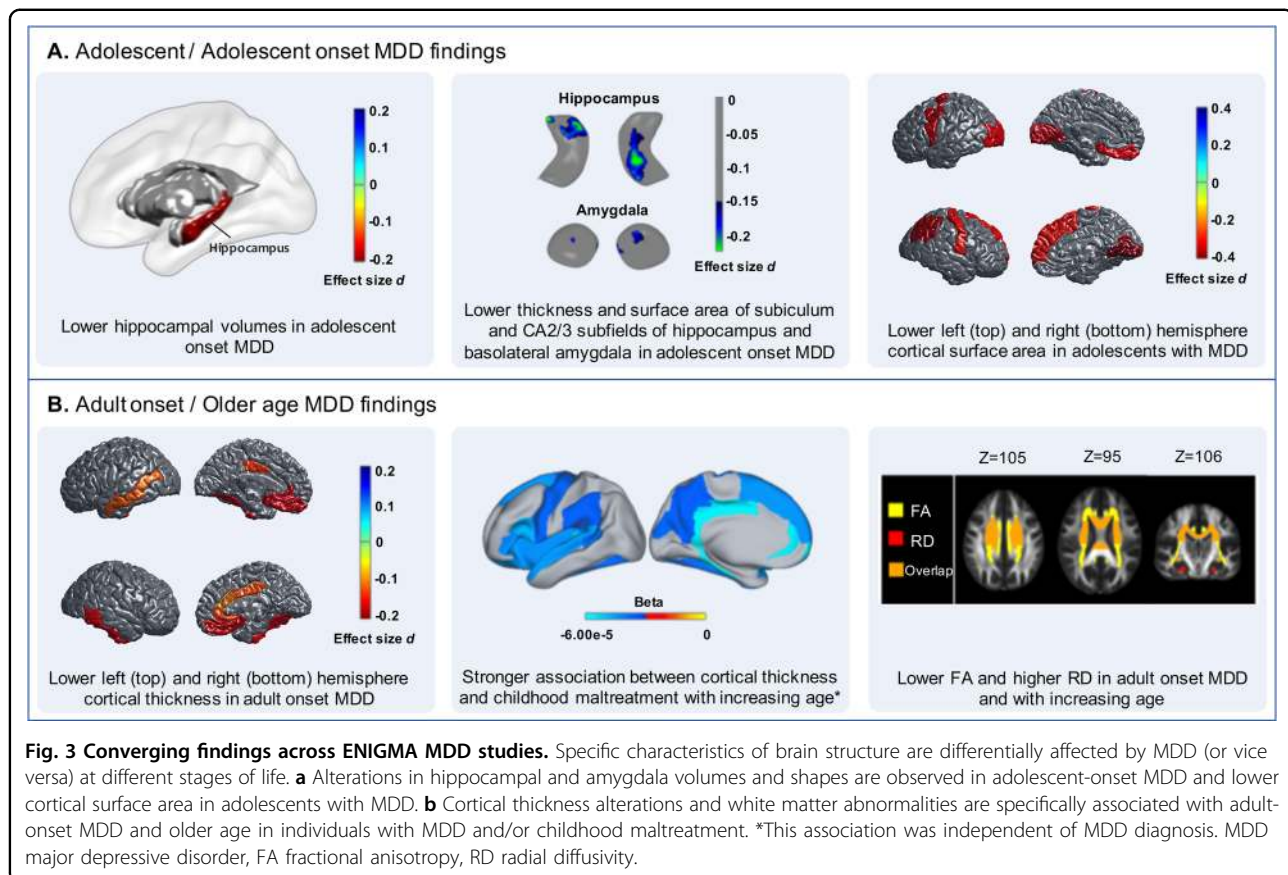 A. Adolescent / Adolescent onset MDD findings
Hippocampus
0.2
0.1
0
-0.1
-0.2
Effect size d
Lower hippocampal volumes in adolescent
onset MDD
Hippocampus
Amygdala
0
-0.05
-0.1
-0.15
-0.2
Effect size d
Lower thickness and surface area of subiculum
and CA2/3 subfields of hippocampus and
basolateral amygdala in adolescent onset MDD
0.4
0.2
0
-0.2
-0.4
Effect size d
Lower left (top) and right (bottom) hemisphere
cortical surface area in adolescents with MDD
B. Adult onset / Older age MDD findings
0.2
0.1
0
-0.1
-0.2
Effect size d
Lower left (top) and right (bottom) hemisphere
cortical thickness in adult onset MDD
Beta
-6.00e-5 0
Stronger association between cortical thickness
and childhood maltreatment with increasing age*
Z=105 Z=95 Z=106
FA
RD
Overlap
Lower FA and higher RD in adult onset MDD
and with increasing age
Fig. 3 Converging findings across ENIGMA MDD studies. Specific characteristics of brain structure are differentially affected by MDD (or vice
versa) at different stages of life. a Alterations in hippocampal and amygdala volumes and shapes are observed in adolescent-onset MDD and lower
cortical surface area in adolescents with MDD. b Cortical thickness alterations and white matter abnormalities are specifically associated with adult-
onset MDD and older age in individuals with MDD and/or childhood maltreatment. *This association was independent of MDD diagnosis. MDD
major depressive disorder, FA fractional anisotropy, RD radial diffusivity.